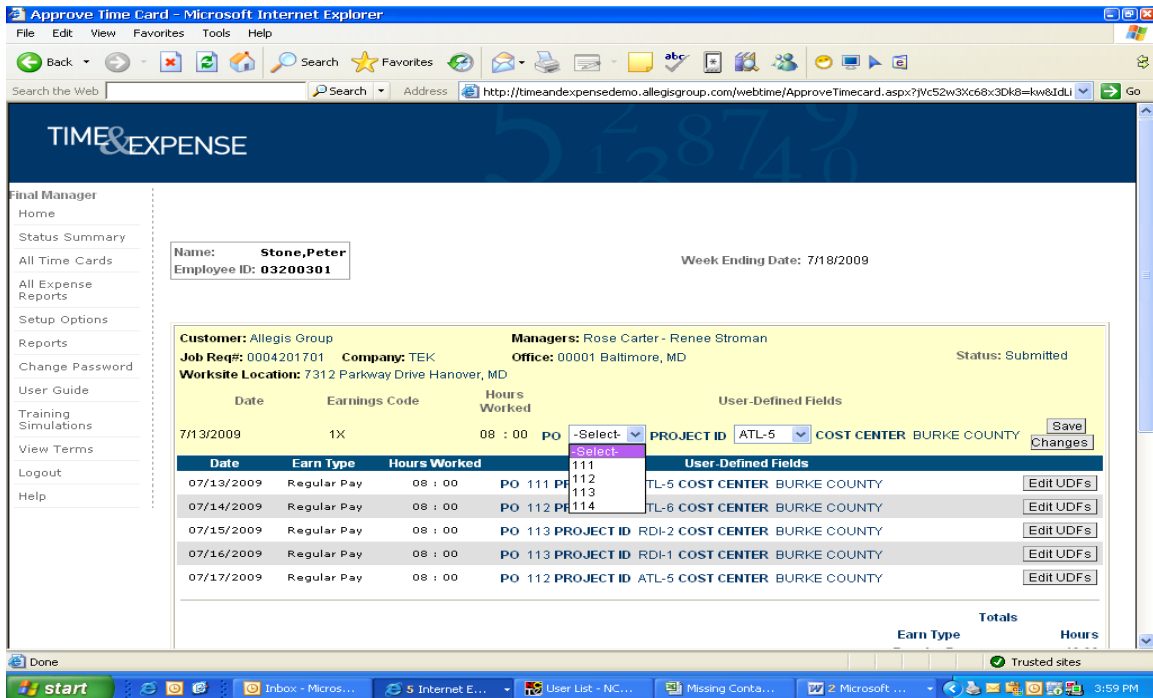 Approve Time Card - Microsoft Internet Explorer
File Edit View Favorites Tools Help
Back Search Favorites
Search the Web Search Address http://timeandexpensedemo.allegisgroup.com/webtime/ApproveTimecard.aspx?jVc52w3Xc68x3Dk8=kw8IdLi Go
TIME&EXPENSE
Final Manager
Home
Status Summary
All Time Cards
All Expense
Reports
Setup Options
Reports
Change Password
User Guide
Training
Simulations
View Terms
Logout
Help
Name: Stone,Peter
Employee ID: 03200301
Week Ending Date: 7/18/2009
Customer: Allegis Group Managers: Rose Carter - Renee Stroman
Job Req#: 0004201701 Company: TEK Office: 00001 Baltimore, MD Status: Submitted
Worksite Location: 7312 Parkway Drive Hanover, MD
Date Earnings Code Hours Worked User-Defined Fields
7/13/2009 1X 08 : 00 PO -Select- PROJECT ID ATL-5 COST CENTER BURKE COUNTY Save Changes
-Select-
111
112
113
114
Date Earn Type Hours Worked User-Defined Fields
07/13/2009 Regular Pay 08 : 00 PO 111 TL-5 COST CENTER BURKE COUNTY Edit UDFs
07/14/2009 Regular Pay 08 : 00 PO 112 TL-6 COST CENTER BURKE COUNTY Edit UDFs
07/15/2009 Regular Pay 08 : 00 PO 113 PROJECT ID RDI-2 COST CENTER BURKE COUNTY Edit UDFs
07/16/2009 Regular Pay 08 : 00 PO 113 PROJECT ID RDI-1 COST CENTER BURKE COUNTY Edit UDFs
07/17/2009 Regular Pay 08 : 00 PO 112 PROJECT ID ATL-5 COST CENTER BURKE COUNTY Edit UDFs
Totals
Earn Type Hours
Done Trusted sites
start Inbox - Micros... 5 Internet E... User List - NC... Missing Conta... 2 Microsoft ... 3:59 PM